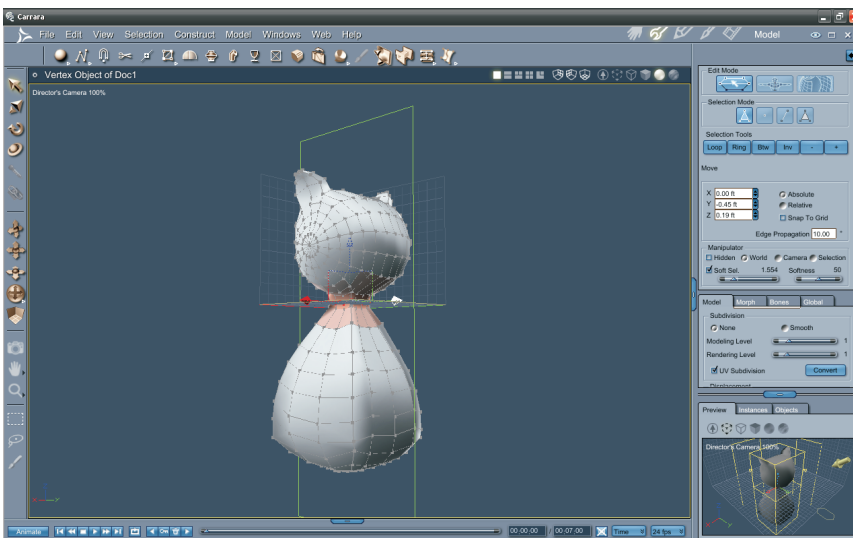 Carrara
File Edit View Selection Construct Model Windows Web Help
Model
Vertex Object of Doc1
Director's Camera 100%
Edit Mode
Selection Mode
Selection Tools
Loop Ring Btw Inv - +
Move
X 0.00 ft Absolute
Y -0.45 ft Relative
Z 0.19 ft Snap To Grid
Edge Propagation 10.00 °
Manipulator
Hidden World Camera Selection
Soft Sel. 1.554 Softness 50
Model Morph Bones Global
Subdivision
None Smooth
Modeling Level 1
Rendering Level 1
UV Subdivision Convert
Displacement
Preview Instances Objects
Director's Camera 100%
Animate 00:00:00 / 00:07:00 Time 24 fps